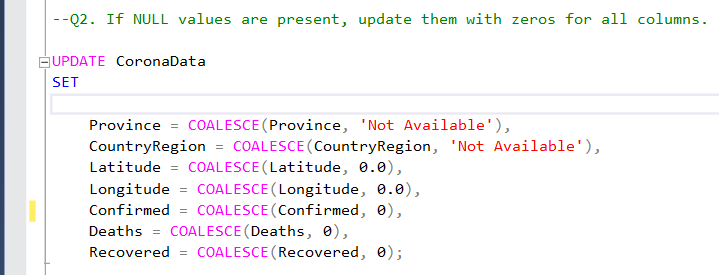 --Q2. If NULL values are present, update them with zeros for all columns.
UPDATE CoronaData
SET
Province = COALESCE(Province, 'Not Available'),
CountryRegion = COALESCE(CountryRegion, 'Not Available'),
Latitude = COALESCE(Latitude, 0.0),
Longitude = COALESCE(Longitude, 0.0),
Confirmed = COALESCE(Confirmed, 0),
Deaths = COALESCE(Deaths, 0),
Recovered = COALESCE(Recovered, 0);